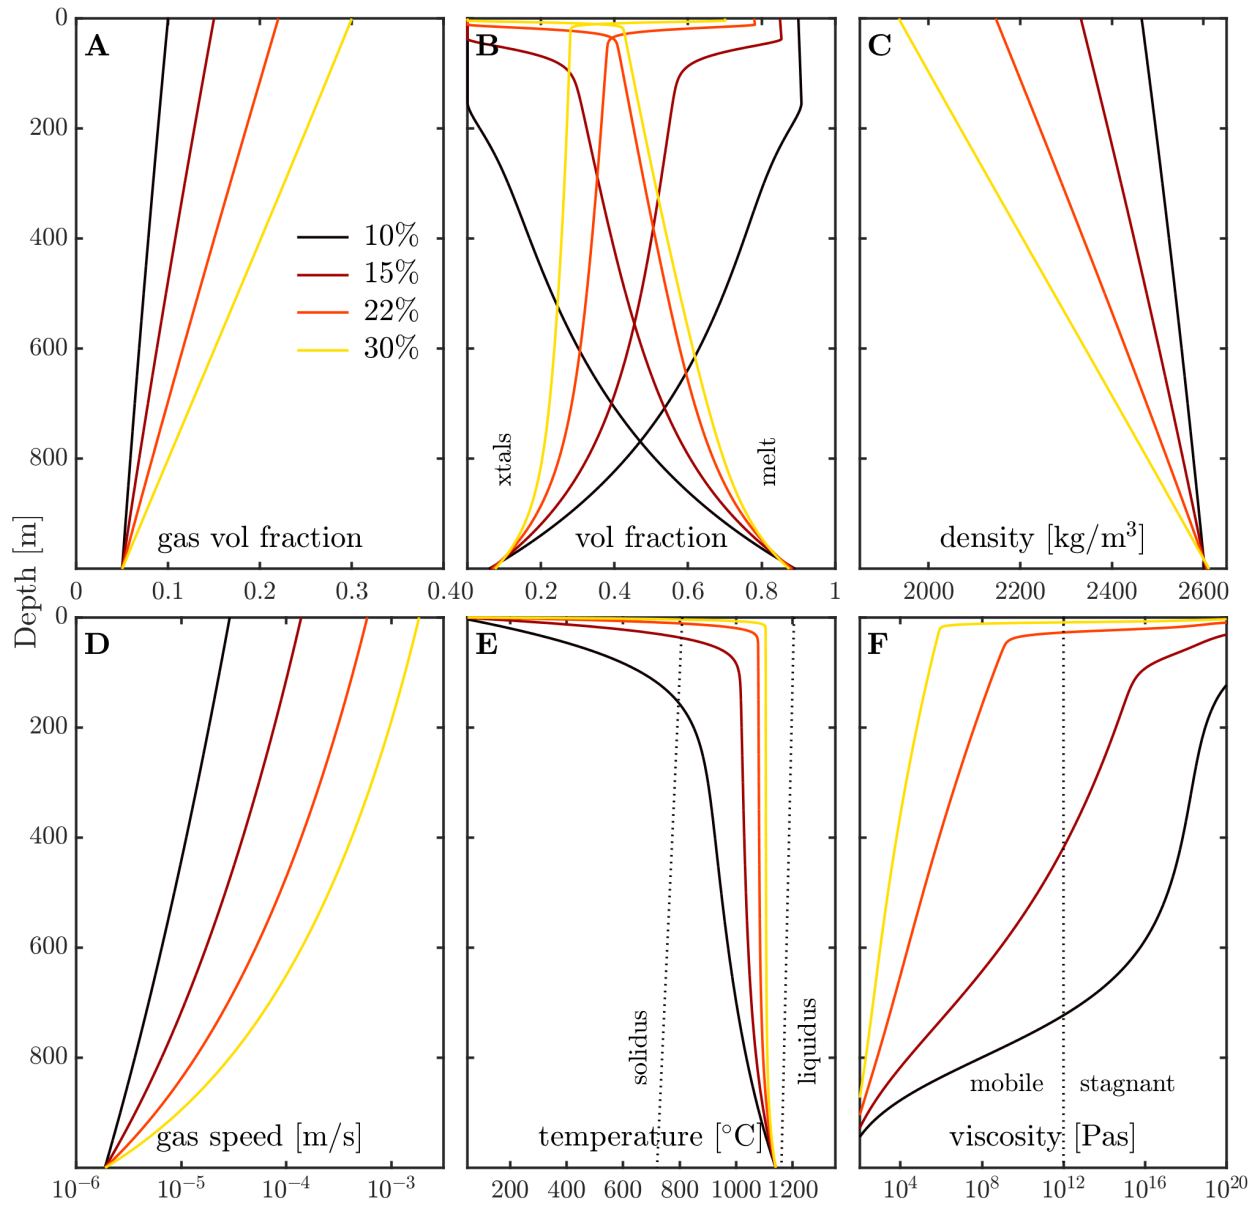 A
B
C
0
200
400
600
800
10%
15%
22%
30%
xtals
melt
gas vol fraction
vol fraction
density [kg/m³]
0
0.1
0.2
0.3
0.4
0
0.2
0.4
0.6
0.8
1
2000
2200
2400
2600
Depth [m]
D
E
F
0
200
400
600
800
solidus
liquidus
mobile
stagnant
gas speed [m/s]
temperature [°C]
viscosity [Pas]
10⁻⁶
10⁻⁵
10⁻⁴
10⁻³
200
400
600
800
1000
1200
10⁴
10⁸
10¹²
10¹⁶
10²⁰